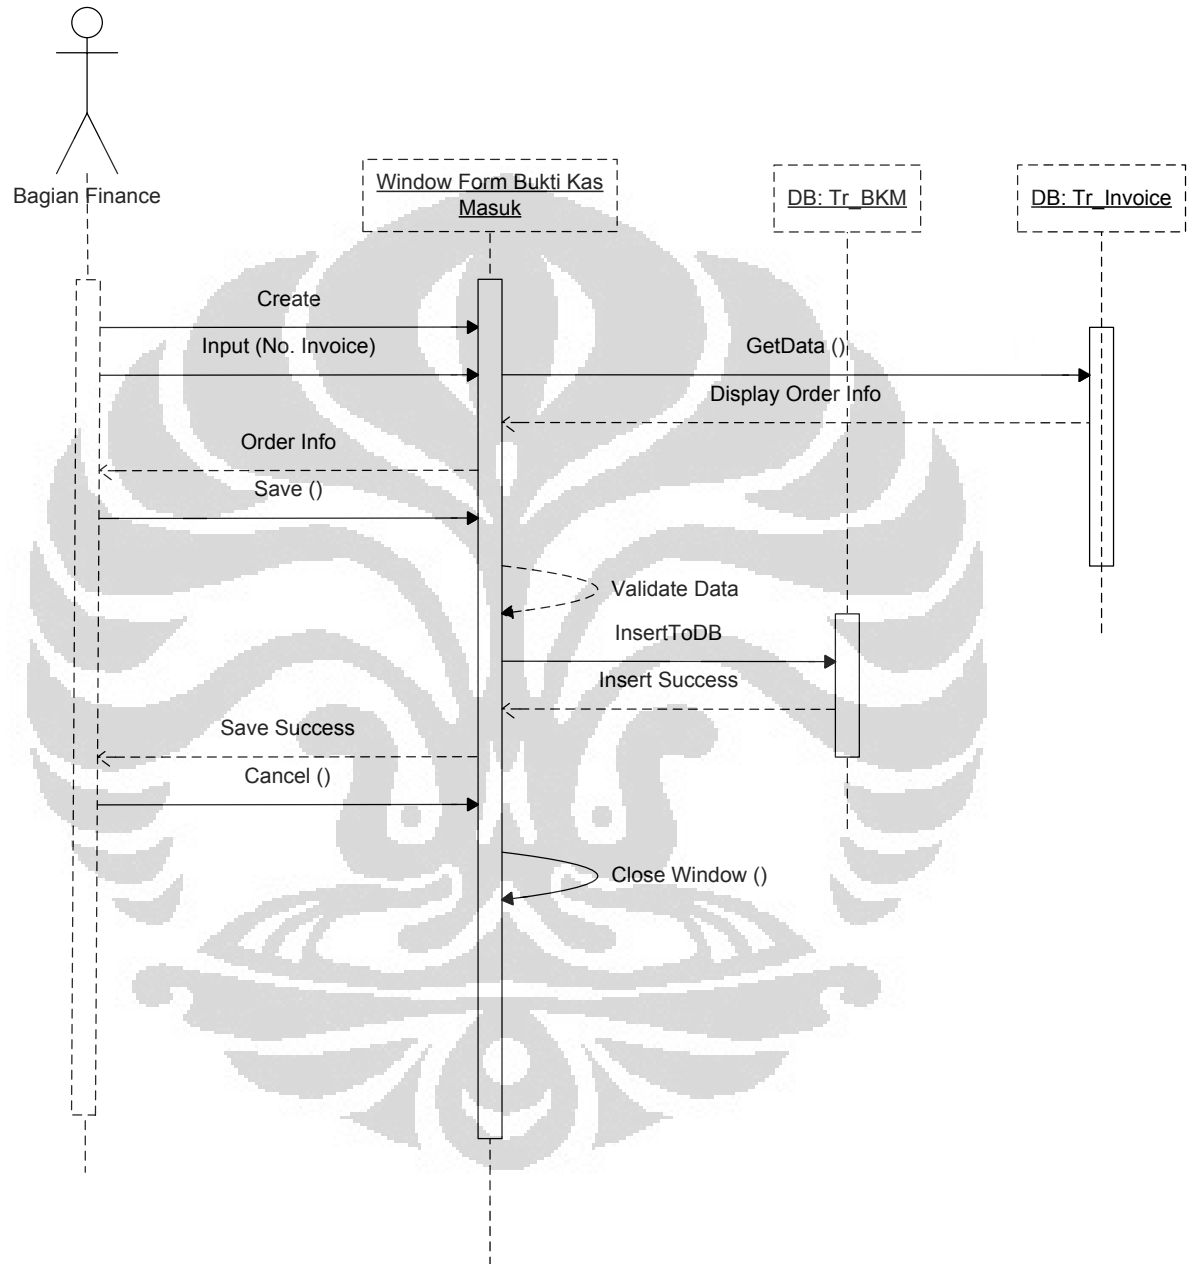 Bagian Finance
Window Form Bukti Kas
Masuk
DB: Tr_BKM
DB: Tr_Invoice
Create
Input (No. Invoice)
GetData ()
Display Order Info
Order Info
Save ()
Validate Data
InsertToDB
Insert Success
Save Success
Cancel ()
Close Window ()